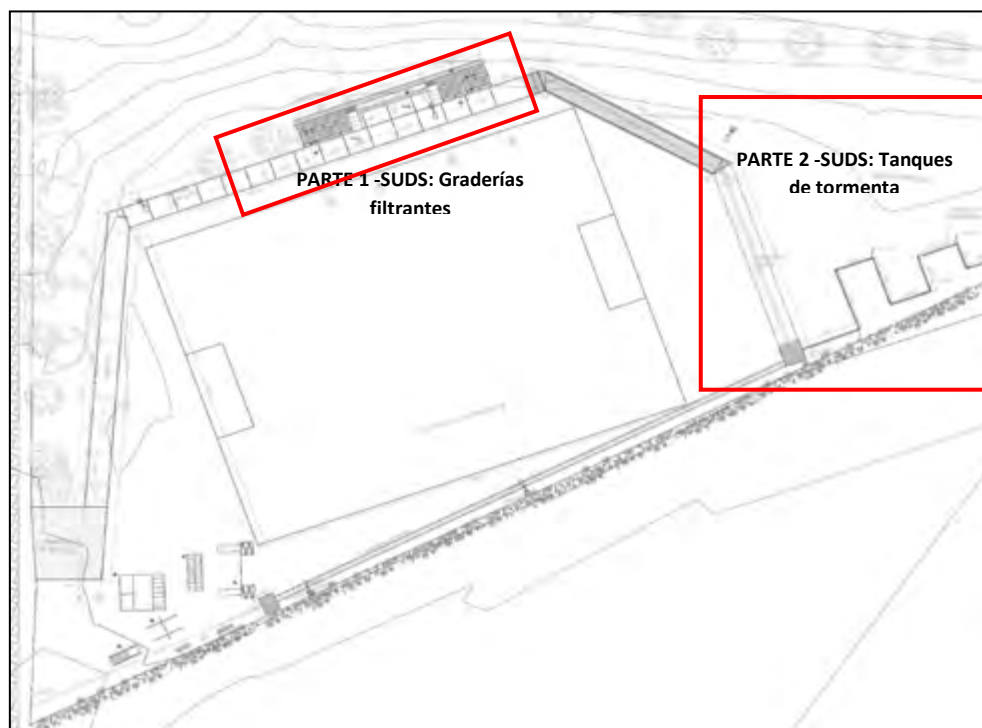 PARTE 1 -SUDS: Graderías
filtrantes
PARTE 2 -SUDS: Tanques
de tormenta